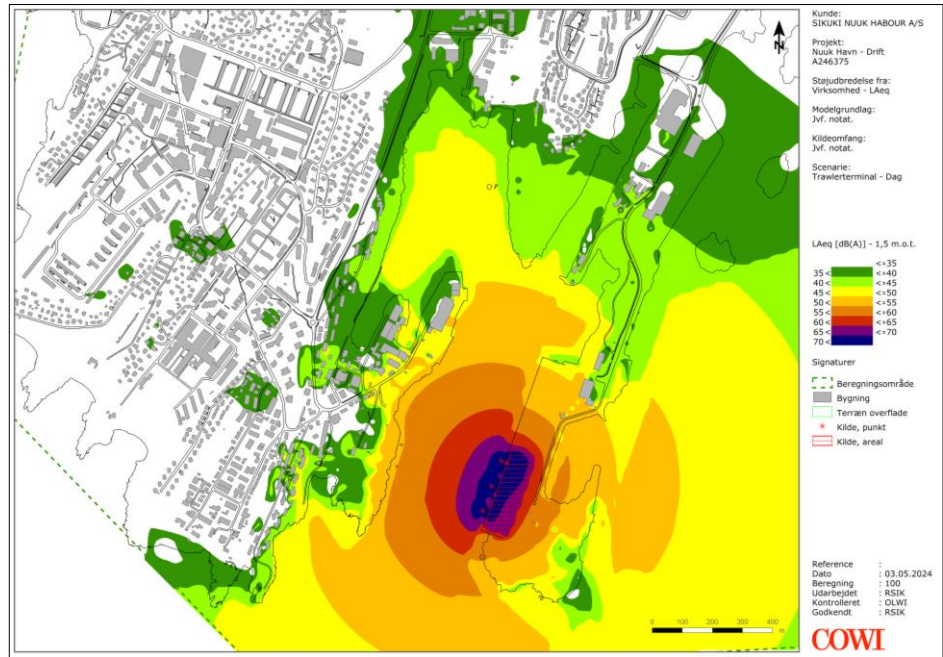 Kunde:
SIKUKI NUUK HABOUR A/S
Projekt:
Nuuk Havn - Drift
A246375
Støjudbredelse fra:
Virksomhed - LAeq
Modelgrundlag:
Jvf. notat.
Kildeomfang:
Jvf. notat.
Scenarie:
Trawlerterminal - Dag
LAeq [dB(A)] - 1,5 m.o.t.
<=35
35 < <=40
40 < <=45
45 < <=50
50 < <=55
55 < <=60
60 < <=65
65 < <=70
70 <
Signaturer
Beregningsområde
Bygning
Terræn overflade
Kilde, punkt
Kilde, areal
Reference :
Dato : 03.05.2024
Beregning : 100
Udarbejdet : RSIK
Kontrolleret : OLWI
Godkendt : RSIK
COWI
0 100 200 300 400
m